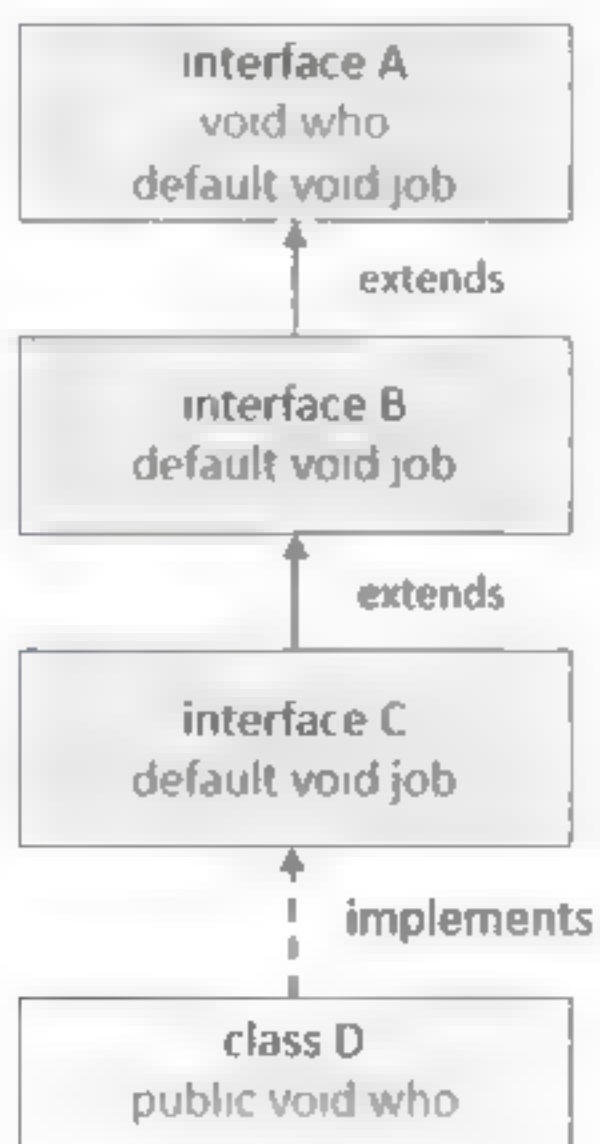 interface A
void who
default void job
extends
interface B
default void job
extends
interface C
default void job
implements
class D
public void who